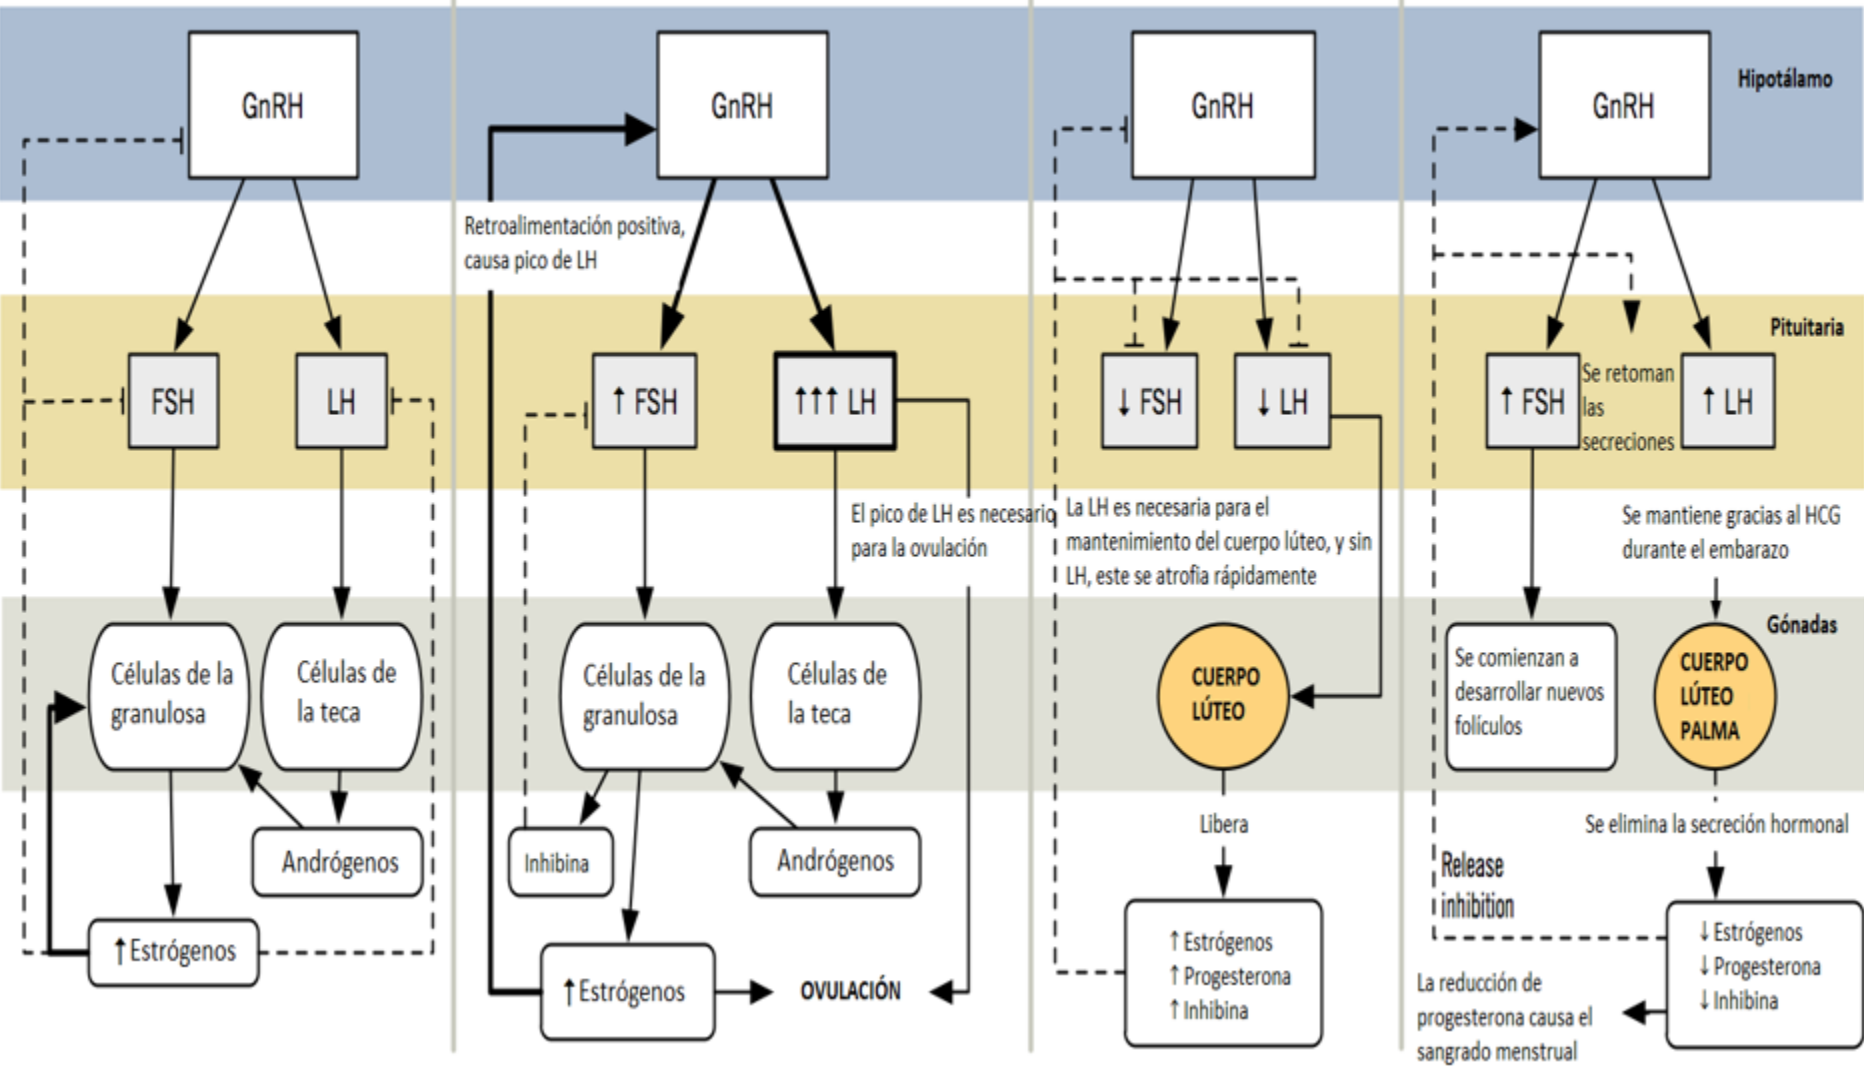 GnRH
FSH
LH
Células de la
granulosa
Células de
la teca
Andrógenos
↑Estrógenos
GnRH
Retroalimentación positiva,
causa pico de LH
↑ FSH
↑↑↑ LH
El pico de LH es necesario
para la ovulación
Células de la
granulosa
Células de
la teca
Inhibina
Andrógenos
↑Estrógenos
OVULACIÓN
GnRH
↓ FSH
↓ LH
La LH es necesaria para el
mantenimiento del cuerpo lúteo, y sin
LH, este se atrofia rápidamente
CUERPO
LÚTEO
Libera
↑ Estrógenos
↑ Progesterona
↑ Inhibina
GnRH
Hipotálamo
Pituitaria
↑ FSH
Se retoman
las
secreciones
↑ LH
Se mantiene gracias al HCG
durante el embarazo
Gónadas
Se comienzan a
desarrollar nuevos
folículos
CUERPO
LÚTEO
PALMA
Se elimina la secreción hormonal
Release
inhibition
↓ Estrógenos
↓ Progesterona
↓ Inhibina
La reducción de
progesterona causa el
sangrado menstrual